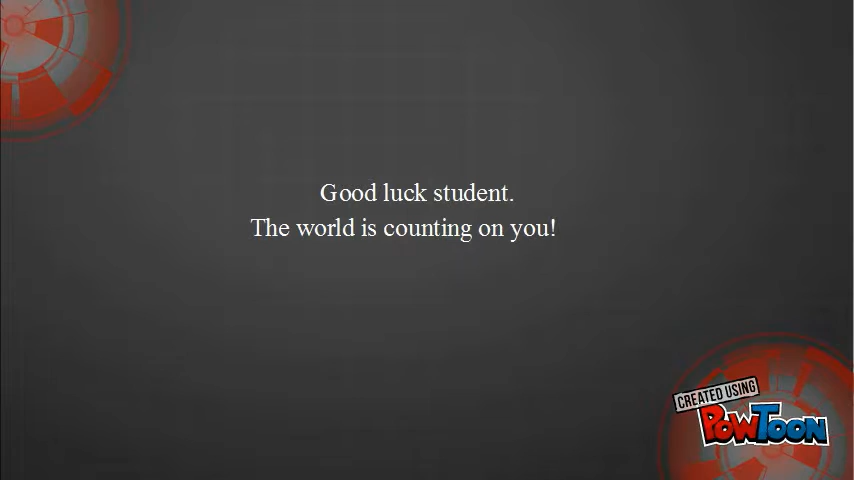 Good luck student.
The world is counting on you!
CREATED USING
POWTOON